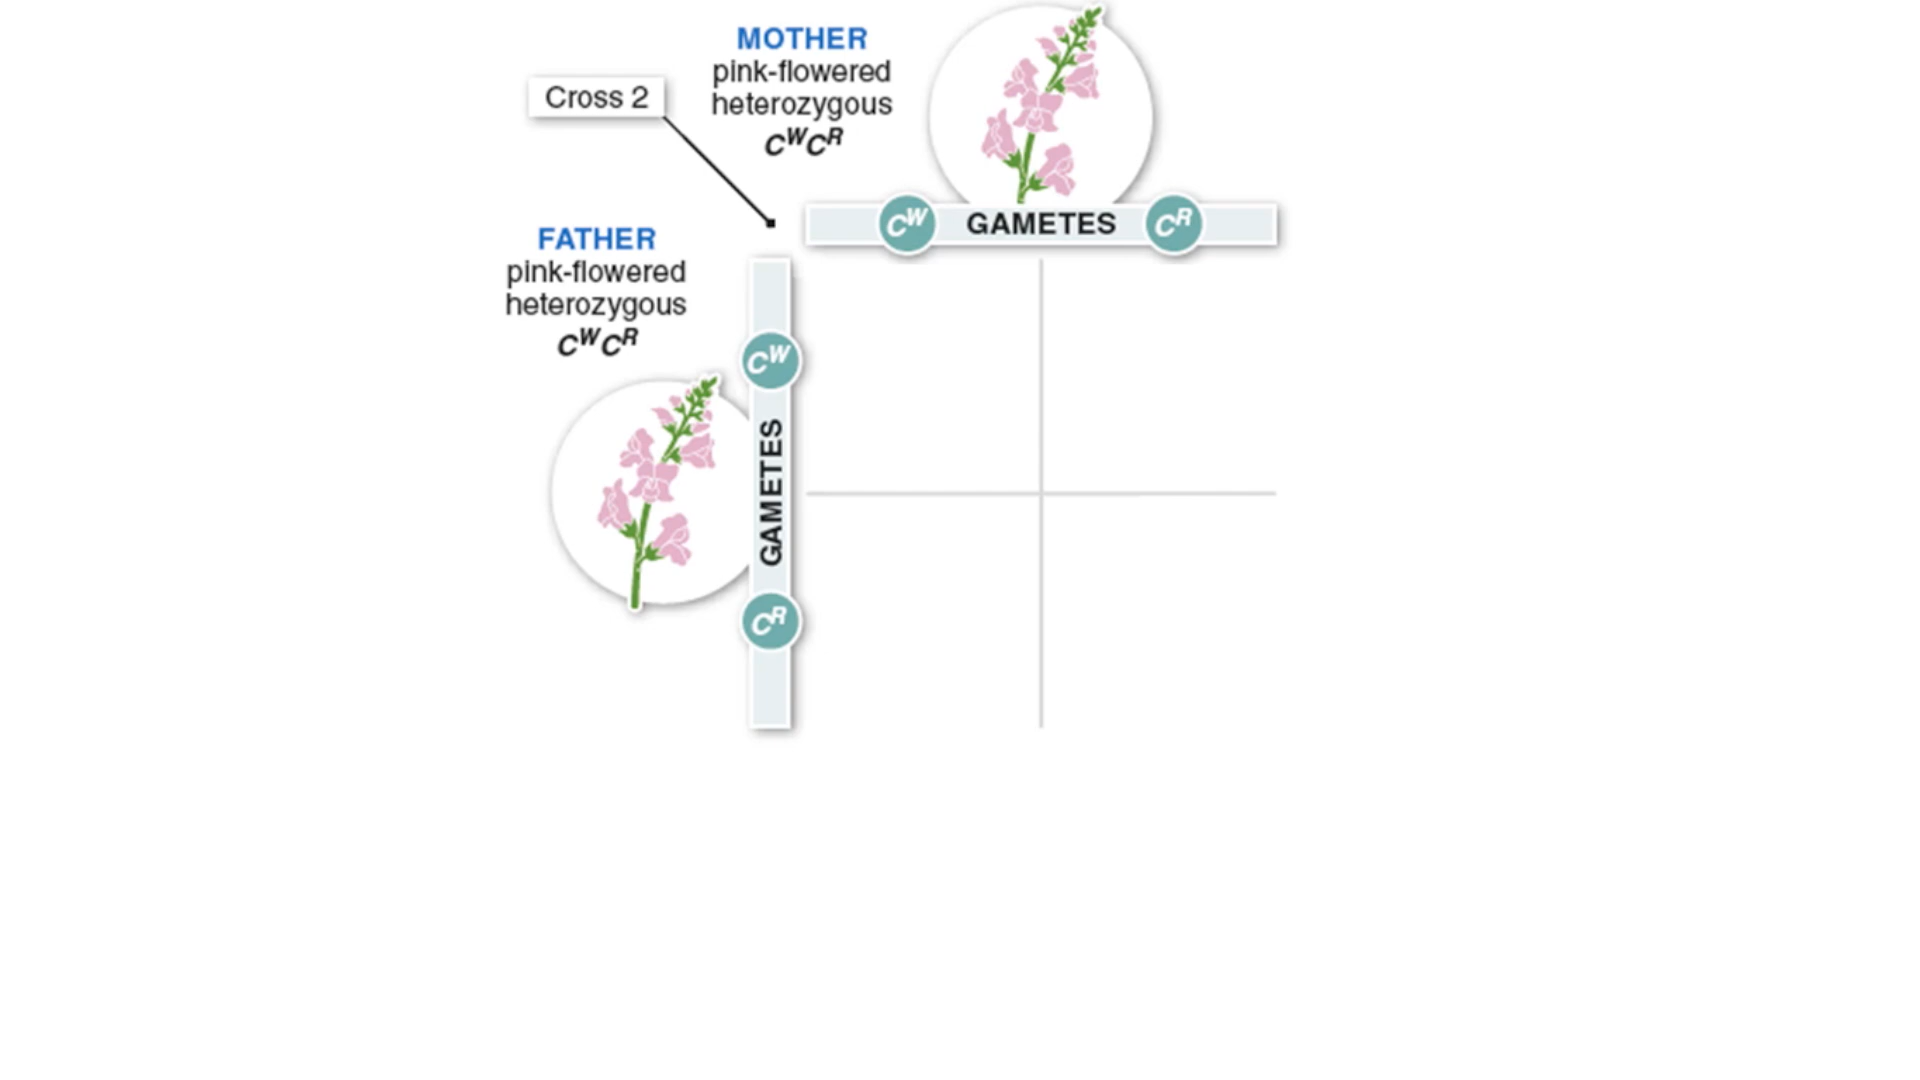 MOTHER
pink-flowered
heterozygous
CᵂCᴿ
Cross 2
Cᵂ GAMETES Cᴿ
FATHER
pink-flowered
heterozygous
CᵂCᴿ
Cᵂ
GAMETES
Cᴿ